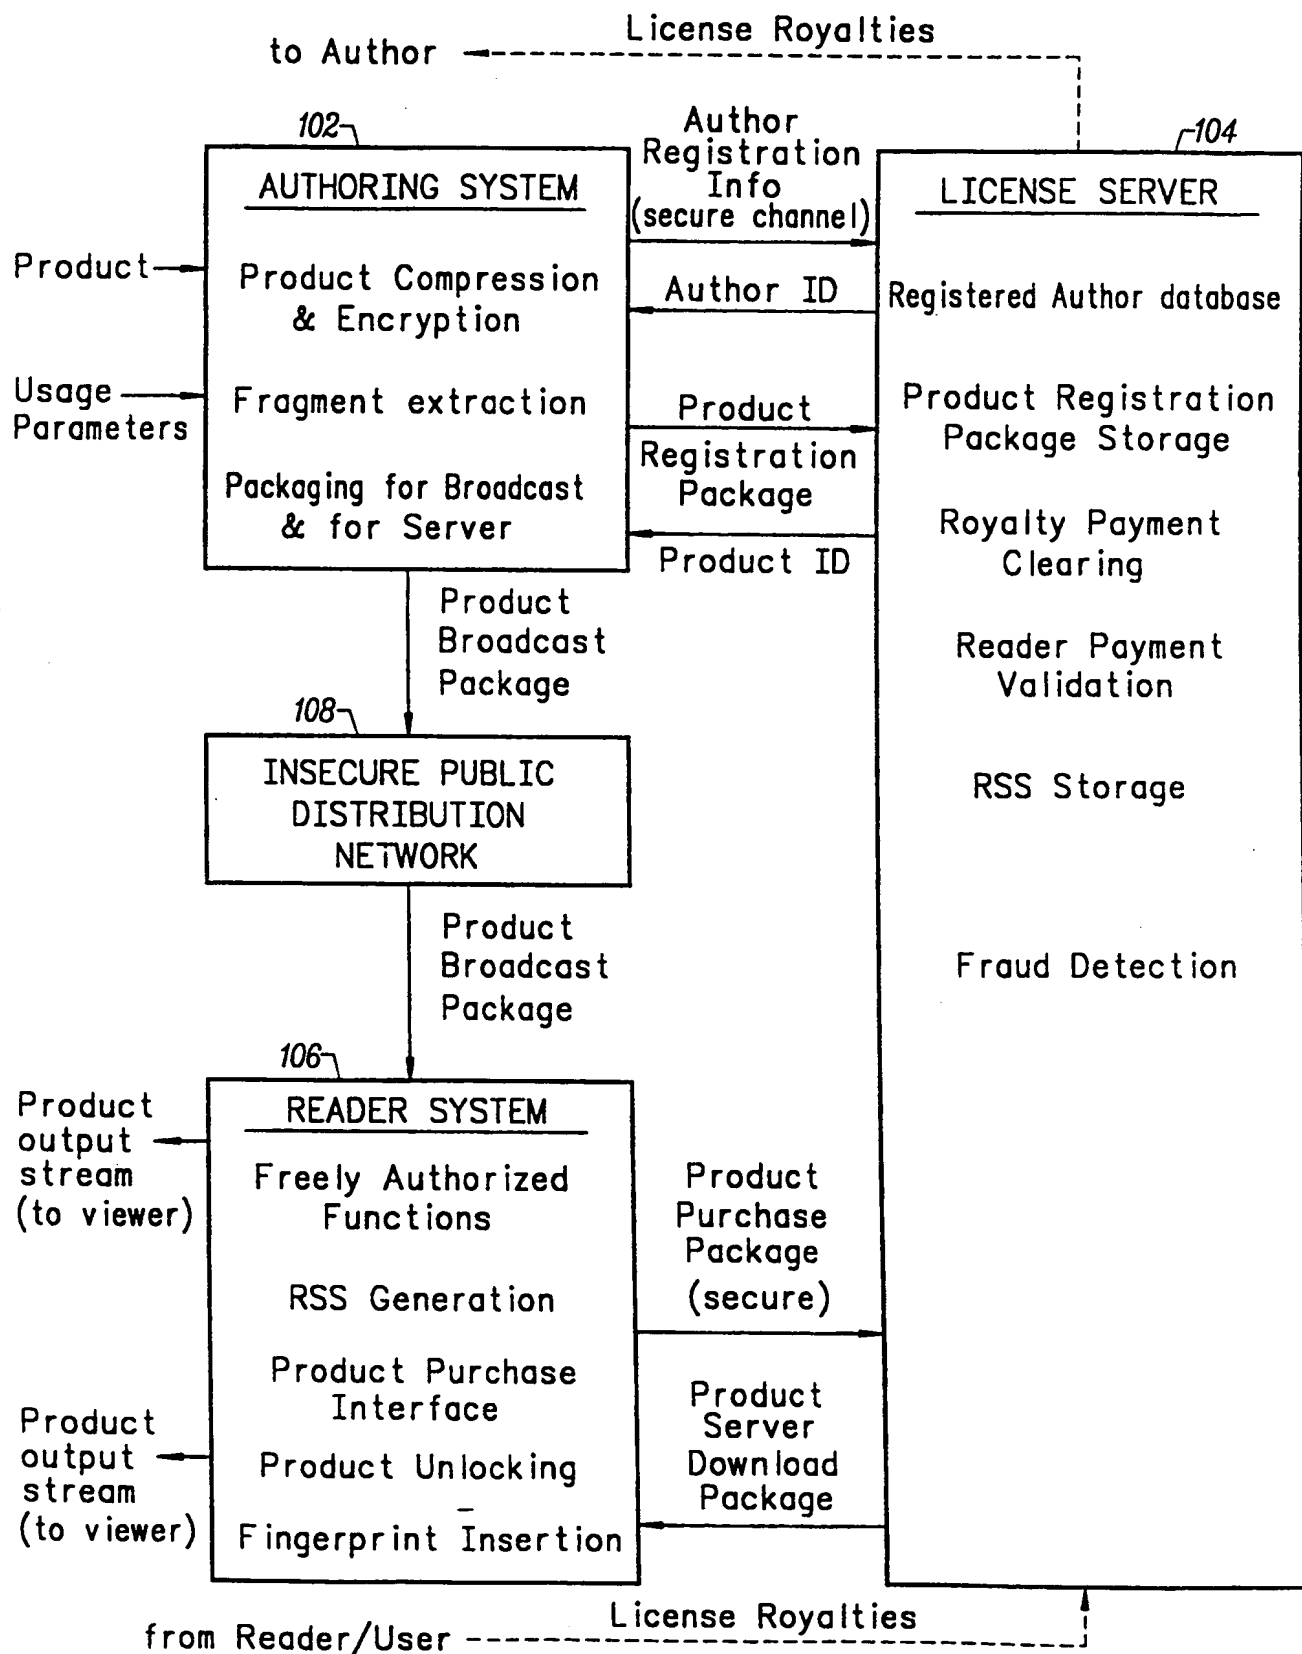 License Royalties
to Author
102
104
Author
Registration
Info
(secure channel)
AUTHORING SYSTEM
LICENSE SERVER
Product
Product Compression
& Encryption
Author ID
Registered Author database
Usage
Parameters
Fragment extraction
Product
Registration
Package
Product Registration
Package Storage
Packaging for Broadcast
& for Server
Product ID
Royalty Payment
Clearing
Product
Broadcast
Package
Reader Payment
Validation
108
INSECURE PUBLIC
DISTRIBUTION
NETWORK
RSS Storage
Product
Broadcast
Package
Fraud Detection
106
READER SYSTEM
Product
output
stream
(to viewer)
Freely Authorized
Functions
Product
Purchase
Package
(secure)
RSS Generation
Product Purchase
Interface
Product
Server
Download
Package
Product
output
stream
(to viewer)
Product Unlocking
Fingerprint Insertion
License Royalties
from Reader/User